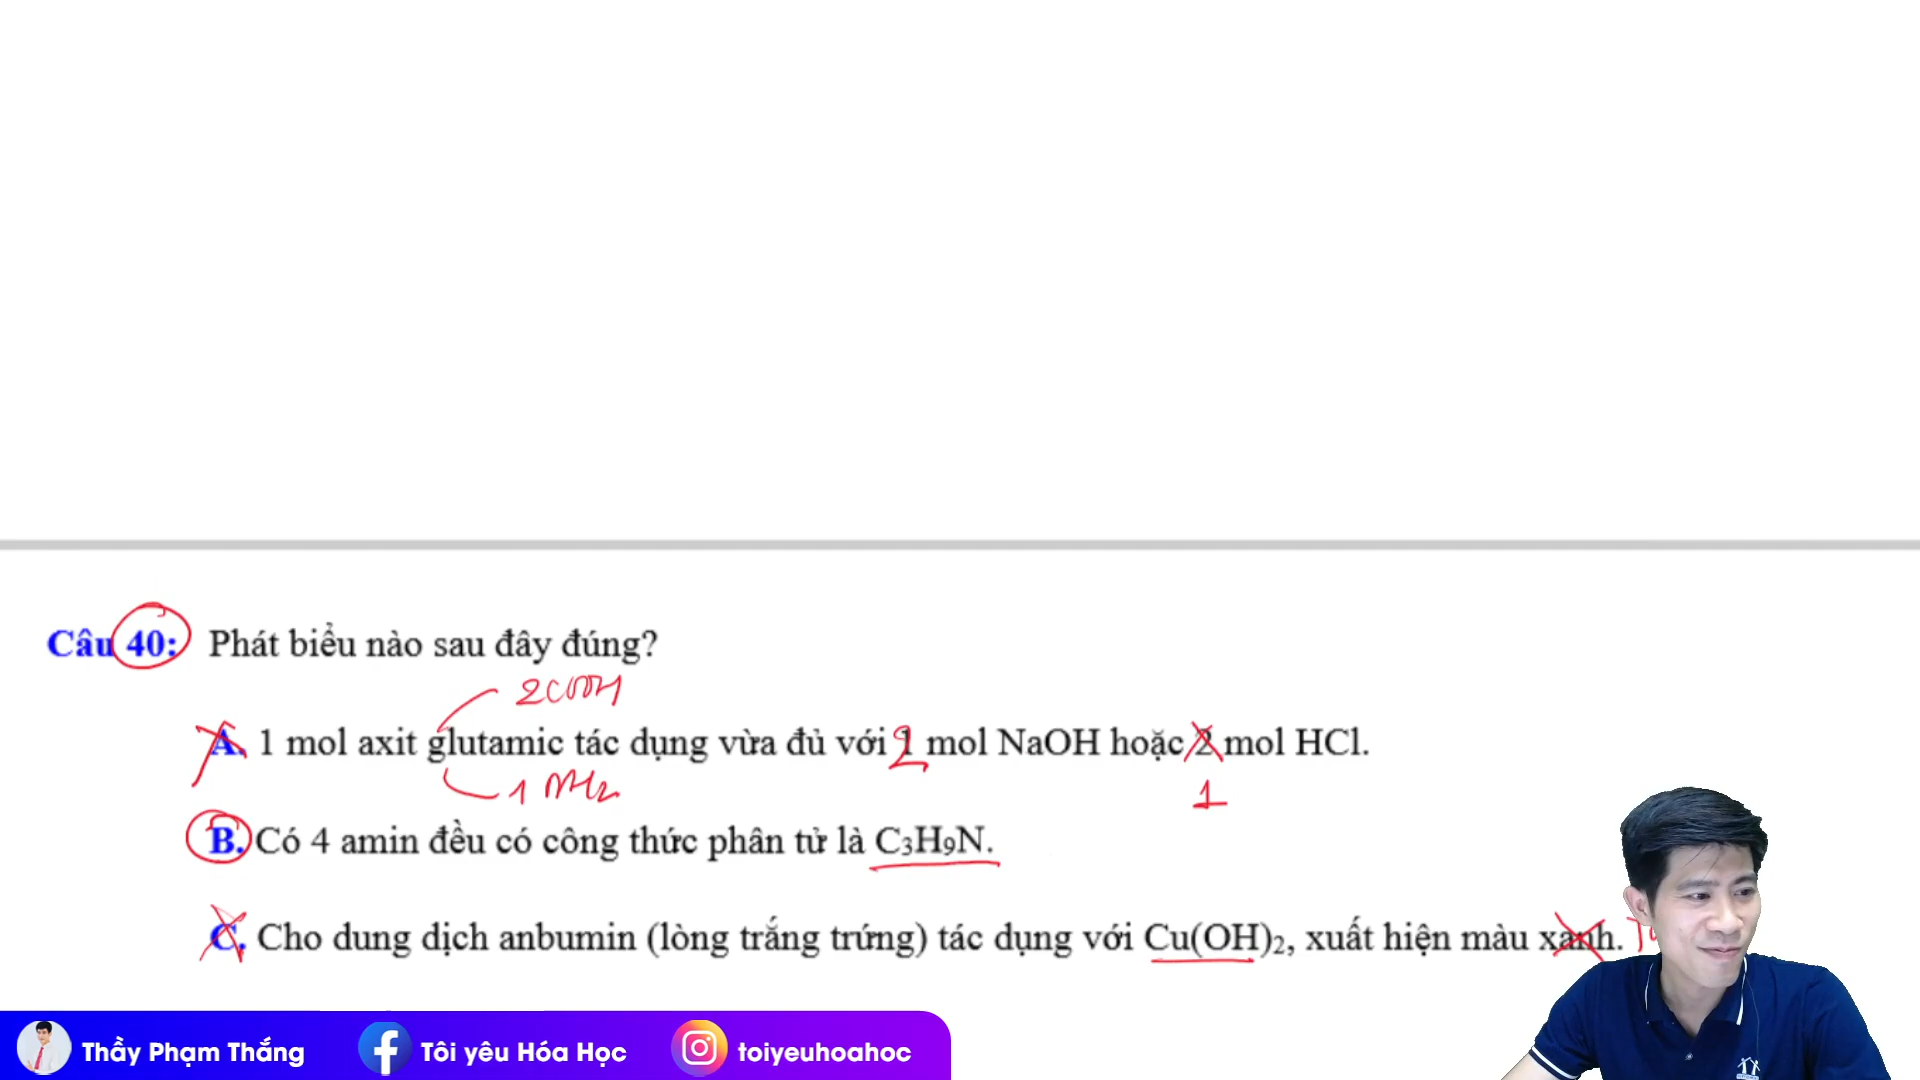 Câu 40: Phát biểu nào sau đây đúng?
2COOH
A. 1 mol axit glutamic tác dụng vừa đủ với 1 mol NaOH hoặc 2 mol HCl.
2
1 NH2
1
B. Có 4 amin đều có công thức phân tử là C₃H₉N.
C. Cho dung dịch anbumin (lòng trắng trứng) tác dụng với Cu(OH)₂, xuất hiện màu xanh.
Thầy Phạm Thắng
Tôi yêu Hóa Học
toiyeuhoahoc